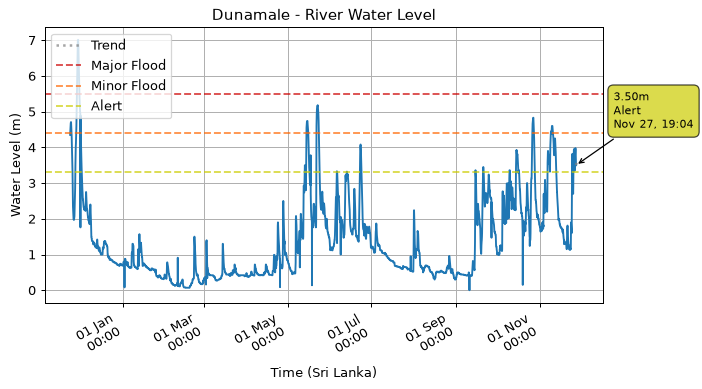 Dunamale - River Water Level
Trend
Major Flood
Minor Flood
Alert
3.50m
Alert
Nov 27, 19:04
Water Level (m)
7
6
5
4
3
2
1
0
01 Jan
00:00
01 Mar
00:00
01 May
00:00
01 Jul
00:00
01 Sep
00:00
01 Nov
00:00
Time (Sri Lanka)